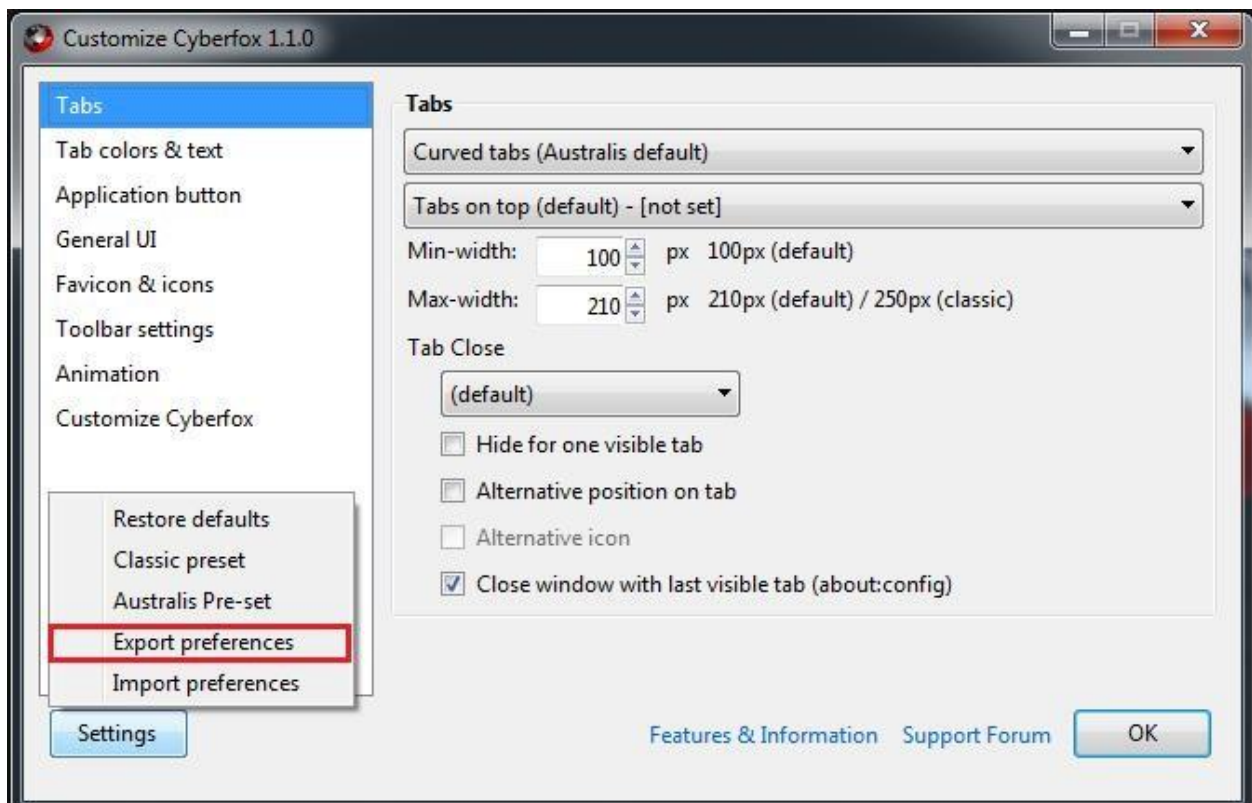 Customize Cyberfox 1.1.0
Tabs
Tab colors & text
Application button
General UI
Favicon & icons
Toolbar settings
Animation
Customize Cyberfox
Restore defaults
Classic preset
Australis Pre-set
Export preferences
Import preferences
Settings
Tabs
Curved tabs (Australis default)
Tabs on top (default) - [not set]
Min-width: 100 px 100px (default)
Max-width: 210 px 210px (default) / 250px (classic)
Tab Close
(default)
Hide for one visible tab
Alternative position on tab
Alternative icon
Close window with last visible tab (about:config)
Features & Information Support Forum OK